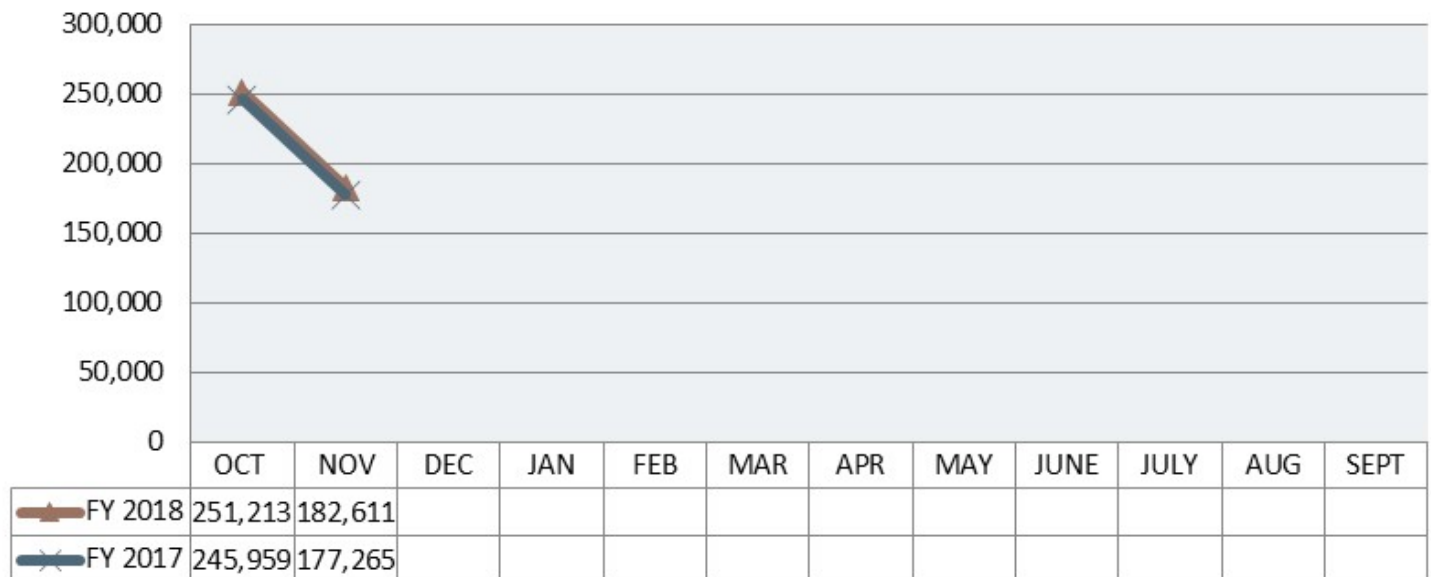 300,000
250,000
200,000
150,000
100,000
50,000
0
OCT NOV DEC JAN FEB MAR APR MAY JUNE JULY AUG SEPT
FY 2018 251,213 182,611
FY 2017 245,959 177,265